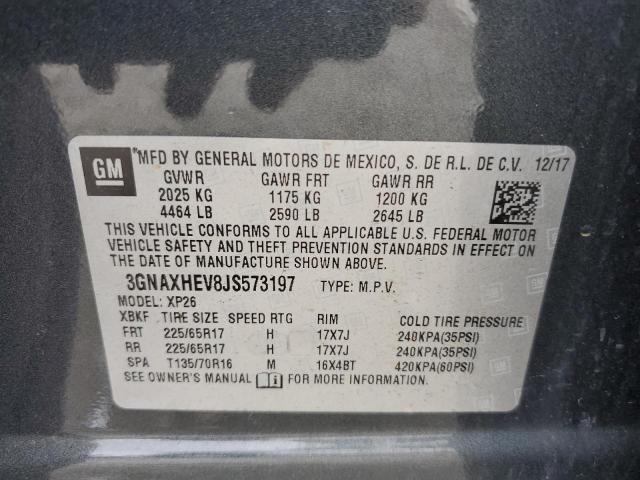 GM MFD BY GENERAL MOTORS DE MEXICO, S. DE R.L. DE C.V. 12/17
GVWR GAWR FRT GAWR RR
2025 KG 1175 KG 1200 KG
4464 LB 2590 LB 2645 LB
THIS VEHICLE CONFORMS TO ALL APPLICABLE U.S. FEDERAL MOTOR
VEHICLE SAFETY AND THEFT PREVENTION STANDARDS IN EFFECT ON
THE DATE OF MANUFACTURE SHOWN ABOVE.
3GNAXHEV8JS573197 TYPE: M.P.V.
MODEL: XP26
XBKF TIRE SIZE SPEED RTG RIM COLD TIRE PRESSURE
FRT 225/65R17 H 17X7J 240KPA(35PSI)
RR 225/65R17 H 17X7J 240KPA(35PSI)
SPA T135/70R16 M 16X4BT 420KPA(60PSI)
SEE OWNER'S MANUAL FOR MORE INFORMATION.